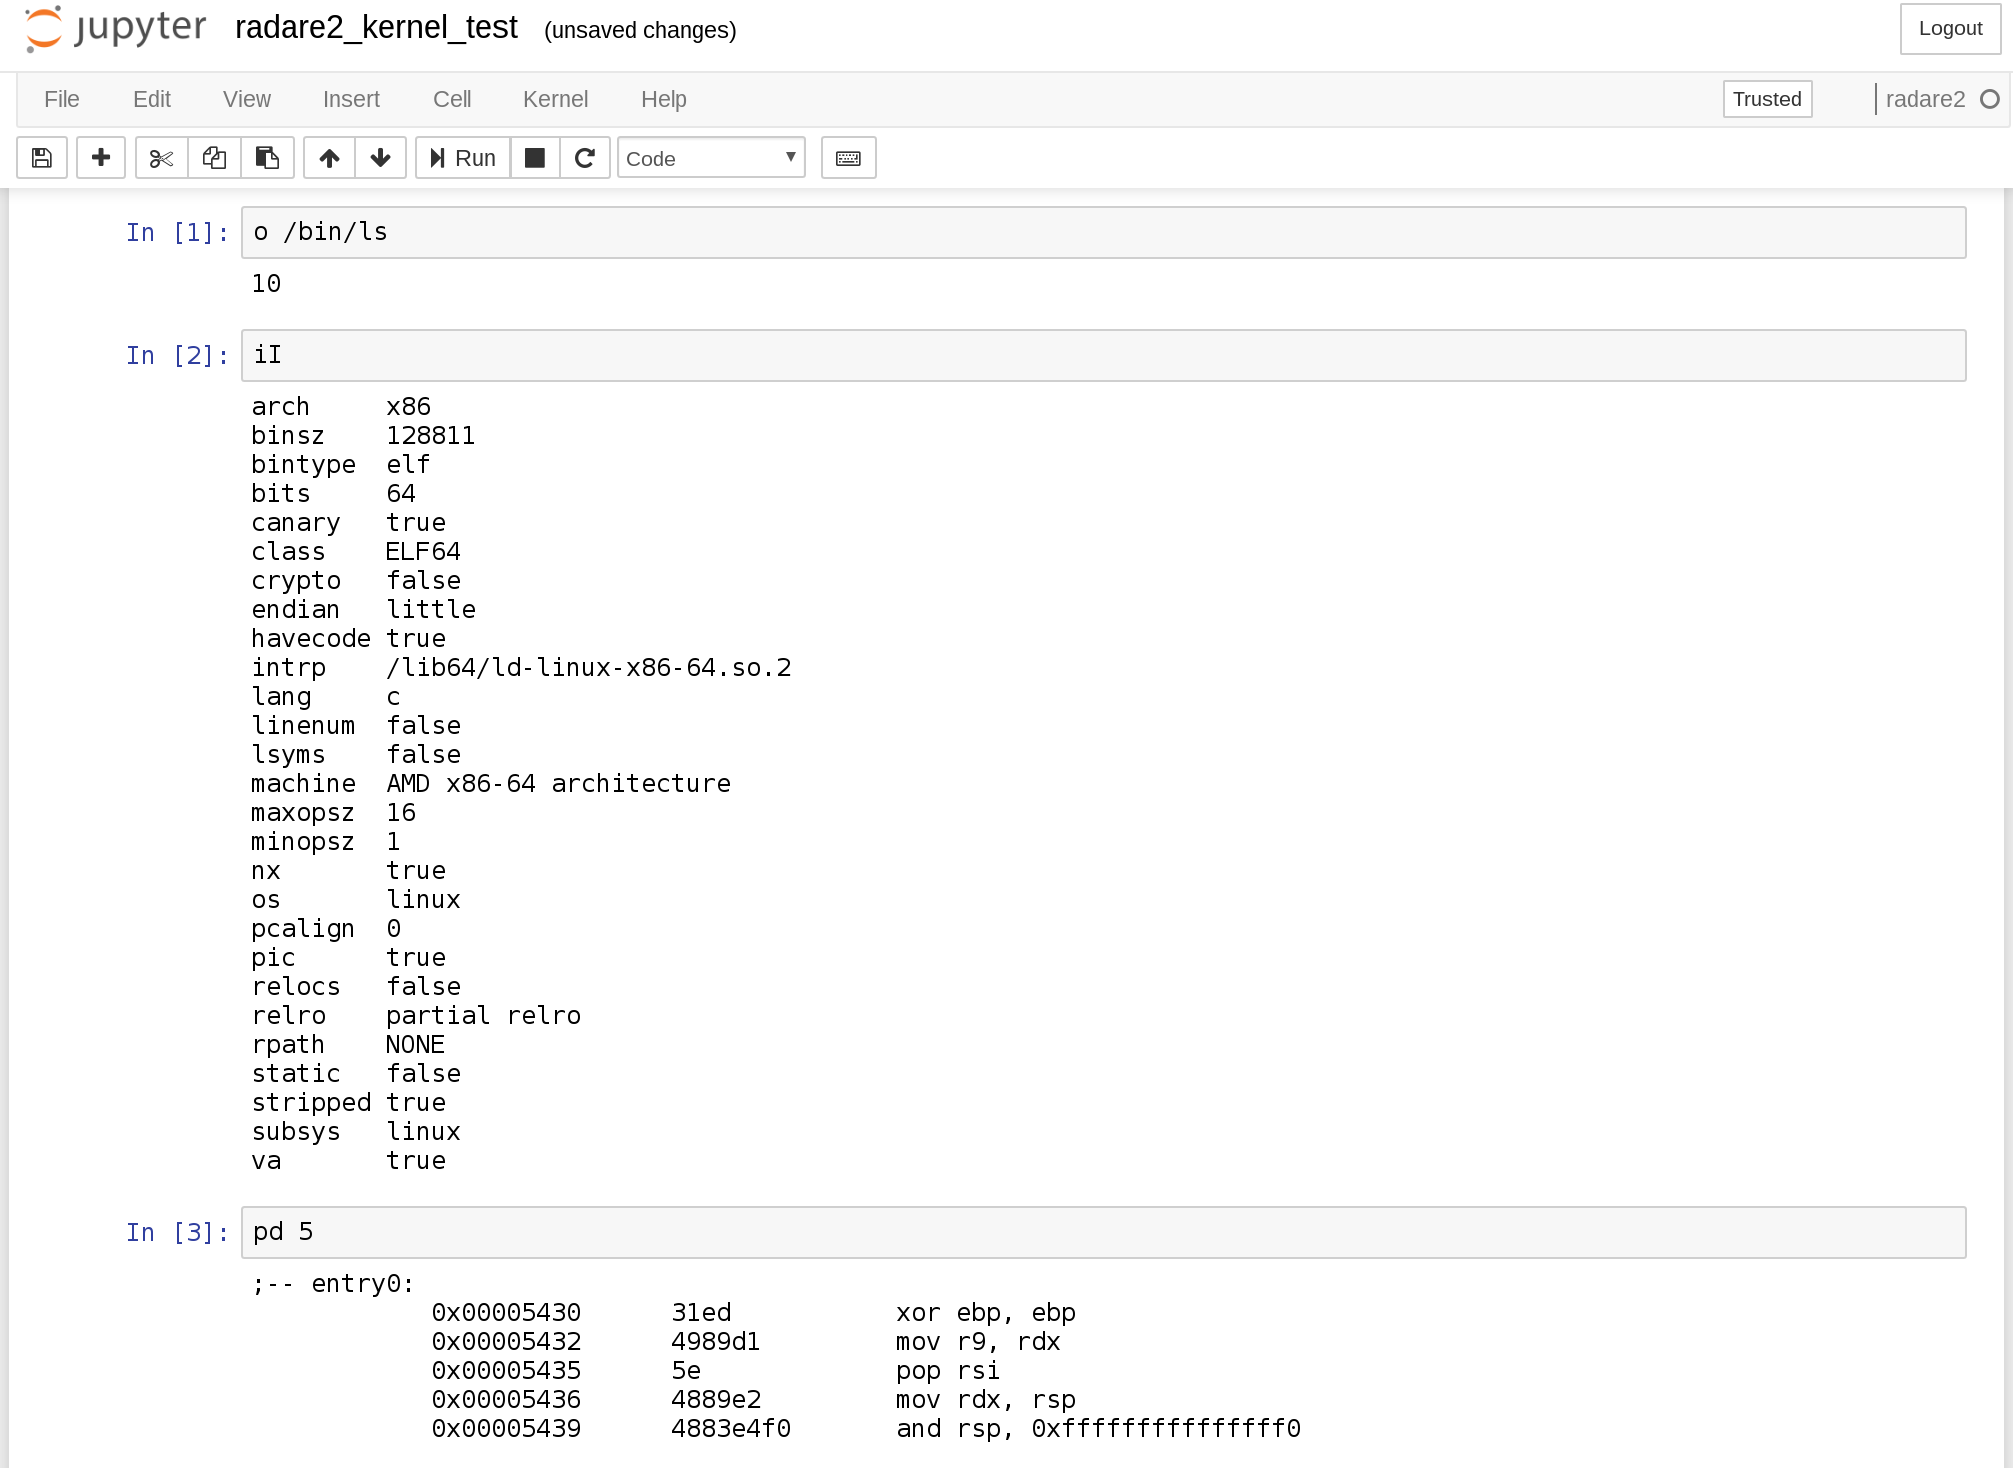 jupyter radare2_kernel_test (unsaved changes) Logout
File Edit View Insert Cell Kernel Help Trusted radare2
Run Code
In [1]: o /bin/ls
10
In [2]: iI
arch     x86
binsz    128811
bintype  elf
bits     64
canary   true
class    ELF64
crypto   false
endian   little
havecode true
intrp    /lib64/ld-linux-x86-64.so.2
lang     c
linenum  false
lsyms    false
machine  AMD x86-64 architecture
maxopsz  16
minopsz  1
nx       true
os       linux
pcalign  0
pic      true
relocs   false
relro    partial relro
rpath    NONE
static   false
stripped true
subsys   linux
va       true
In [3]: pd 5
;-- entry0:
0x00005430      31ed           xor ebp, ebp
0x00005432      4989d1         mov r9, rdx
0x00005435      5e             pop rsi
0x00005436      4889e2         mov rdx, rsp
0x00005439      4883e4f0       and rsp, 0xfffffffffffffff0